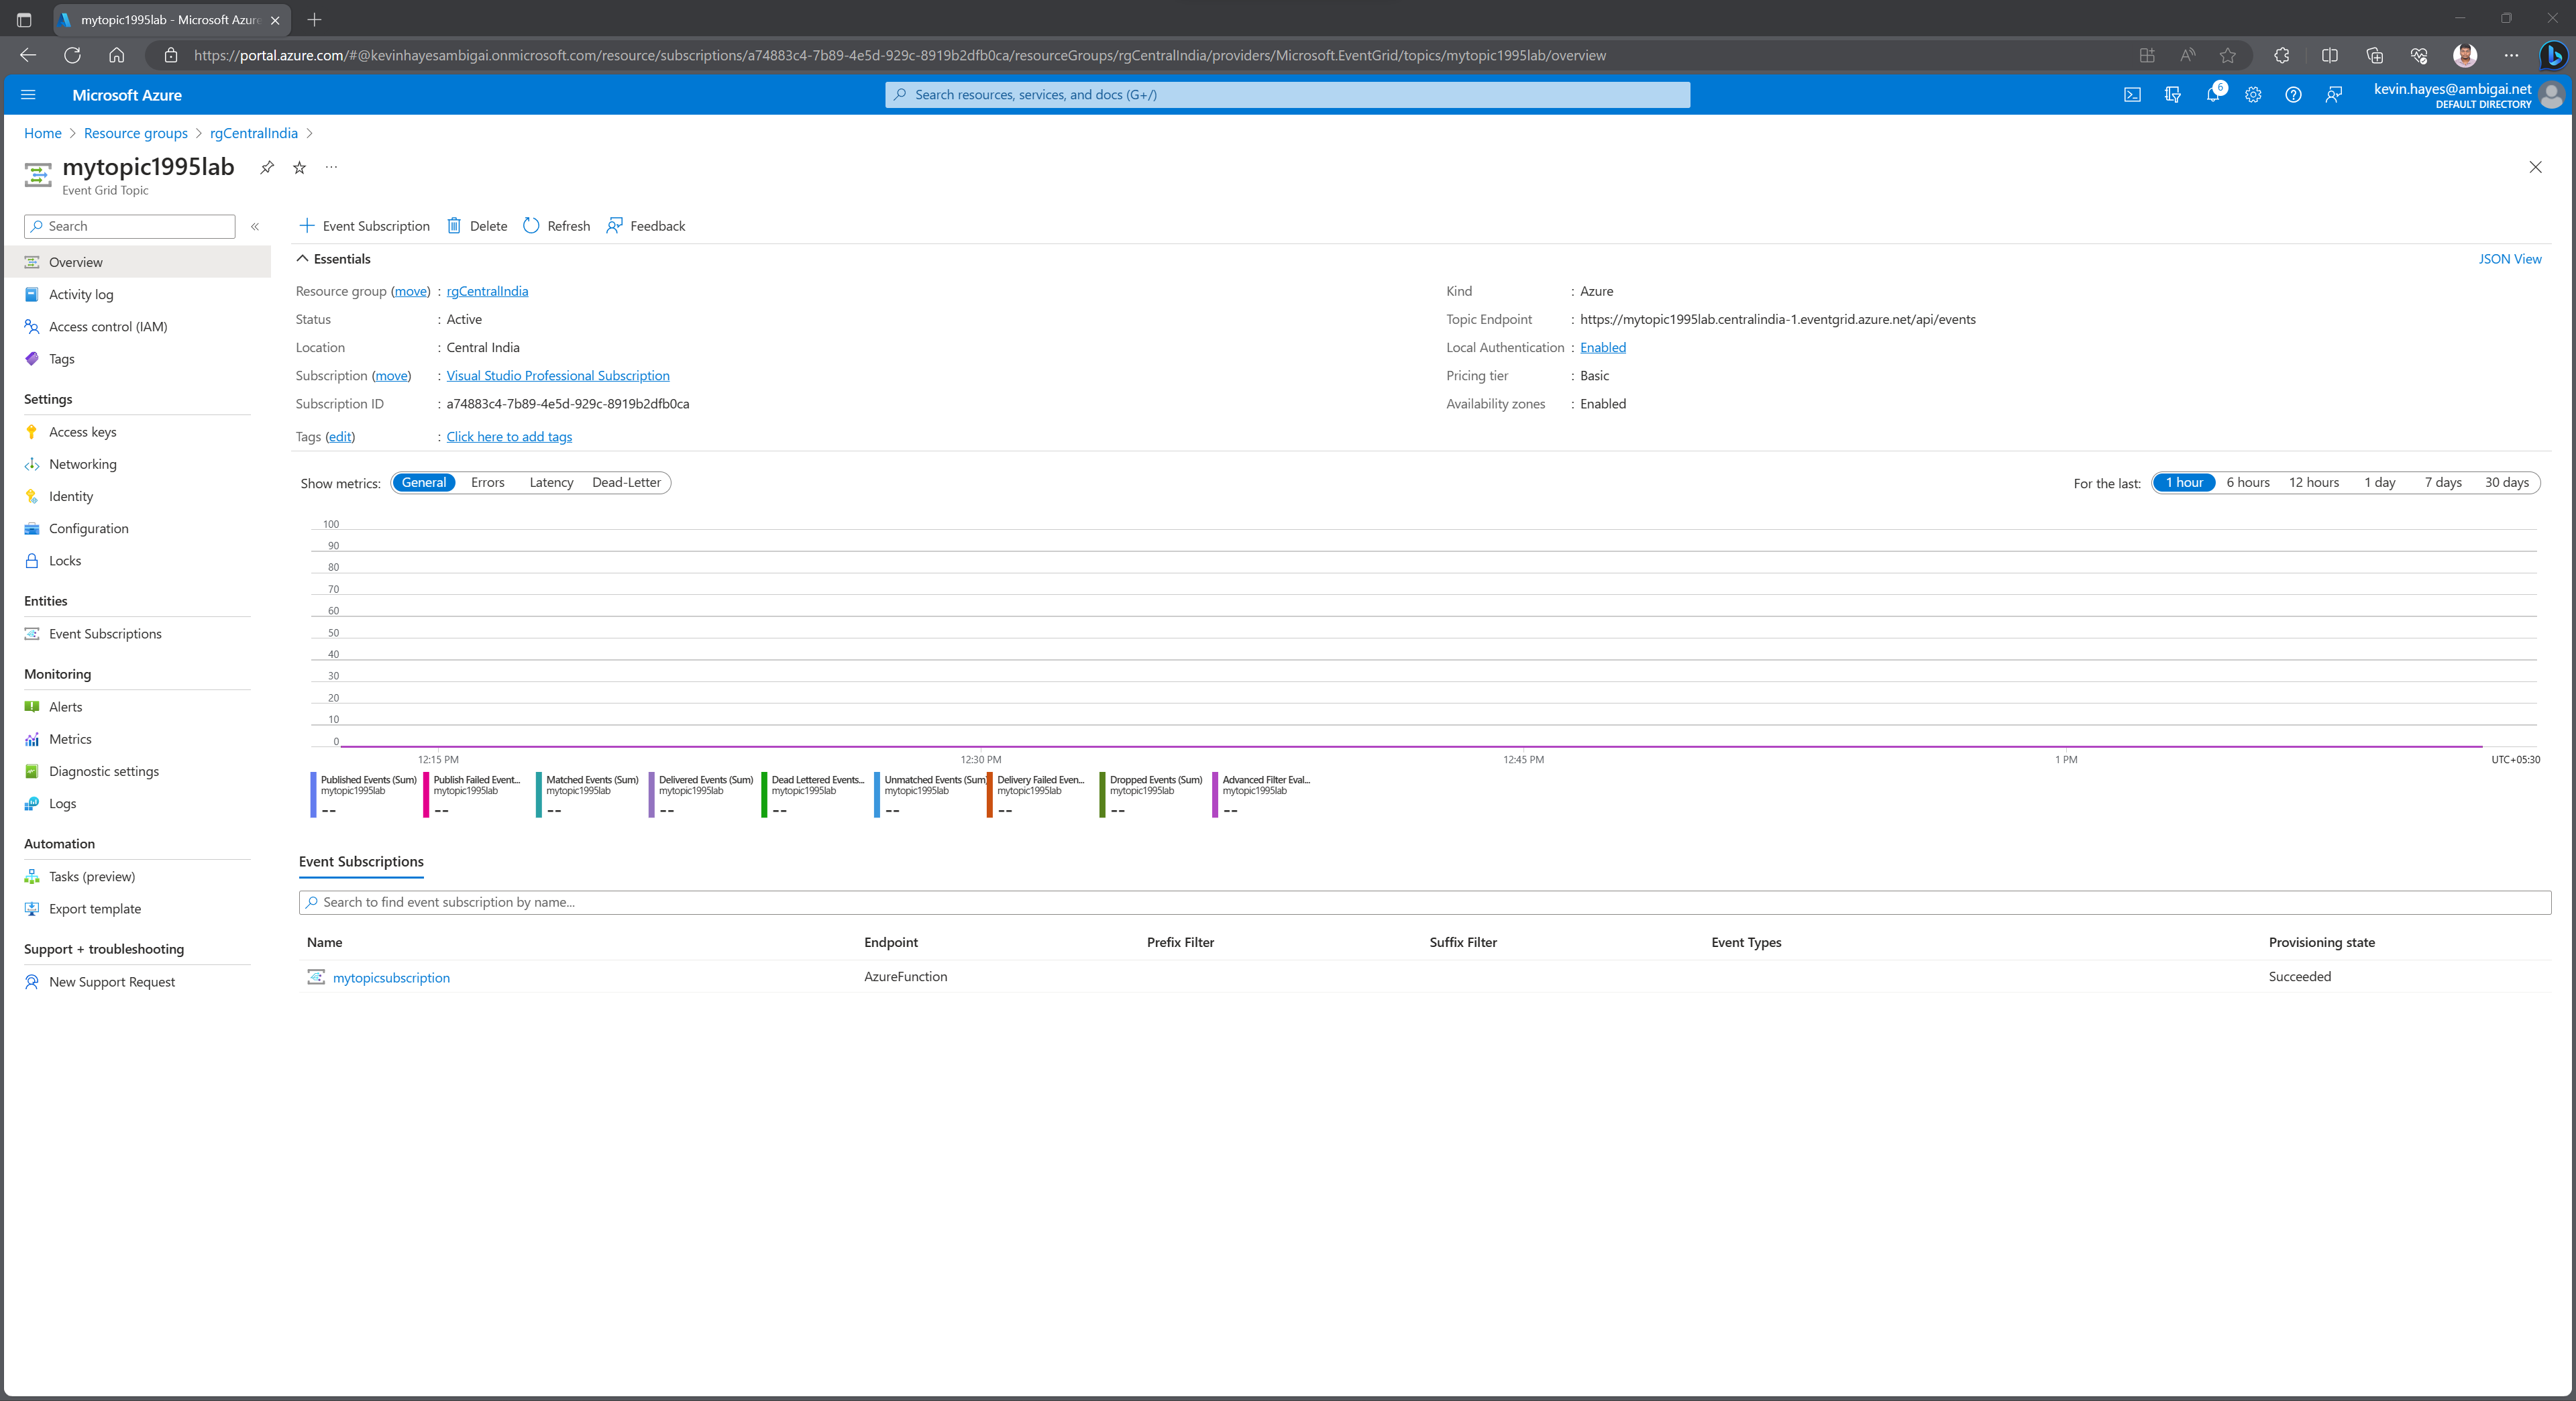 mytopic1995lab - Microsoft Azure
https://portal.azure.com/#@kevinhayesambigai.onmicrosoft.com/resource/subscriptions/a74883c4-7b89-4e5d-929c-8919b2dfb0ca/resourceGroups/rgCentralIndia/providers/Microsoft.EventGrid/topics/mytopic1995lab/overview
Microsoft Azure
Search resources, services, and docs (G+/)
6
kevin.hayes@ambigai.net
DEFAULT DIRECTORY
Home > Resource groups > rgCentralIndia >
mytopic1995lab
Event Grid Topic
Search
Overview
Activity log
Access control (IAM)
Tags
Settings
Access keys
Networking
Identity
Configuration
Locks
Entities
Event Subscriptions
Monitoring
Alerts
Metrics
Diagnostic settings
Logs
Automation
Tasks (preview)
Export template
Support + troubleshooting
New Support Request
Event Subscription Delete Refresh Feedback
Essentials JSON View
Resource group (move) : rgCentralIndia
Status : Active
Location : Central India
Subscription (move) : Visual Studio Professional Subscription
Subscription ID : a74883c4-7b89-4e5d-929c-8919b2dfb0ca
Tags (edit) : Click here to add tags
Kind : Azure
Topic Endpoint : https://mytopic1995lab.centralindia-1.eventgrid.azure.net/api/events
Local Authentication : Enabled
Pricing tier : Basic
Availability zones : Enabled
Show metrics: General Errors Latency Dead-Letter
For the last: 1 hour 6 hours 12 hours 1 day 7 days 30 days
100
90
80
70
60
50
40
30
20
10
0
12:15 PM 12:30 PM 12:45 PM 1 PM UTC+05:30
Published Events (Sum) Publish Failed Event... Matched Events (Sum) Delivered Events (Sum) Dead Lettered Events... Unmatched Events (Sum) Delivery Failed Even... Dropped Events (Sum) Advanced Filter Eval...
mytopic1995lab mytopic1995lab mytopic1995lab mytopic1995lab mytopic1995lab mytopic1995lab mytopic1995lab mytopic1995lab mytopic1995lab
-- -- -- -- -- -- -- -- --
Event Subscriptions
Search to find event subscription by name...
Name Endpoint Prefix Filter Suffix Filter Event Types Provisioning state
mytopicsubscription AzureFunction Succeeded